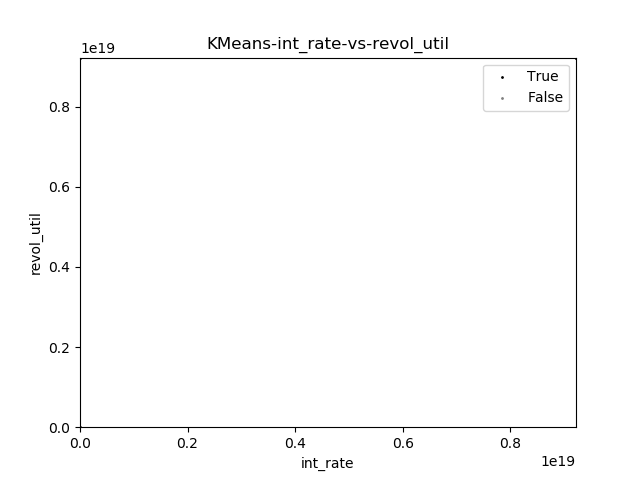 KMeans-int_rate-vs-revol_util
1e19
True
False
0.8
0.6
0.4
0.2
0.0
revol_util
0.0 0.2 0.4 0.6 0.8
1e19
int_rate